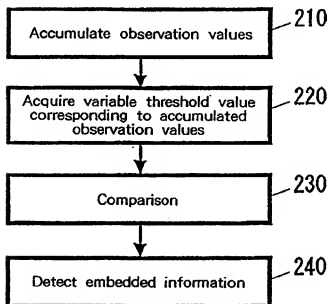 Accumulate observation values
210
Acquire variable threshold value
corresponding to accumulated
observation values
220
Comparison
230
Detect embedded information
240